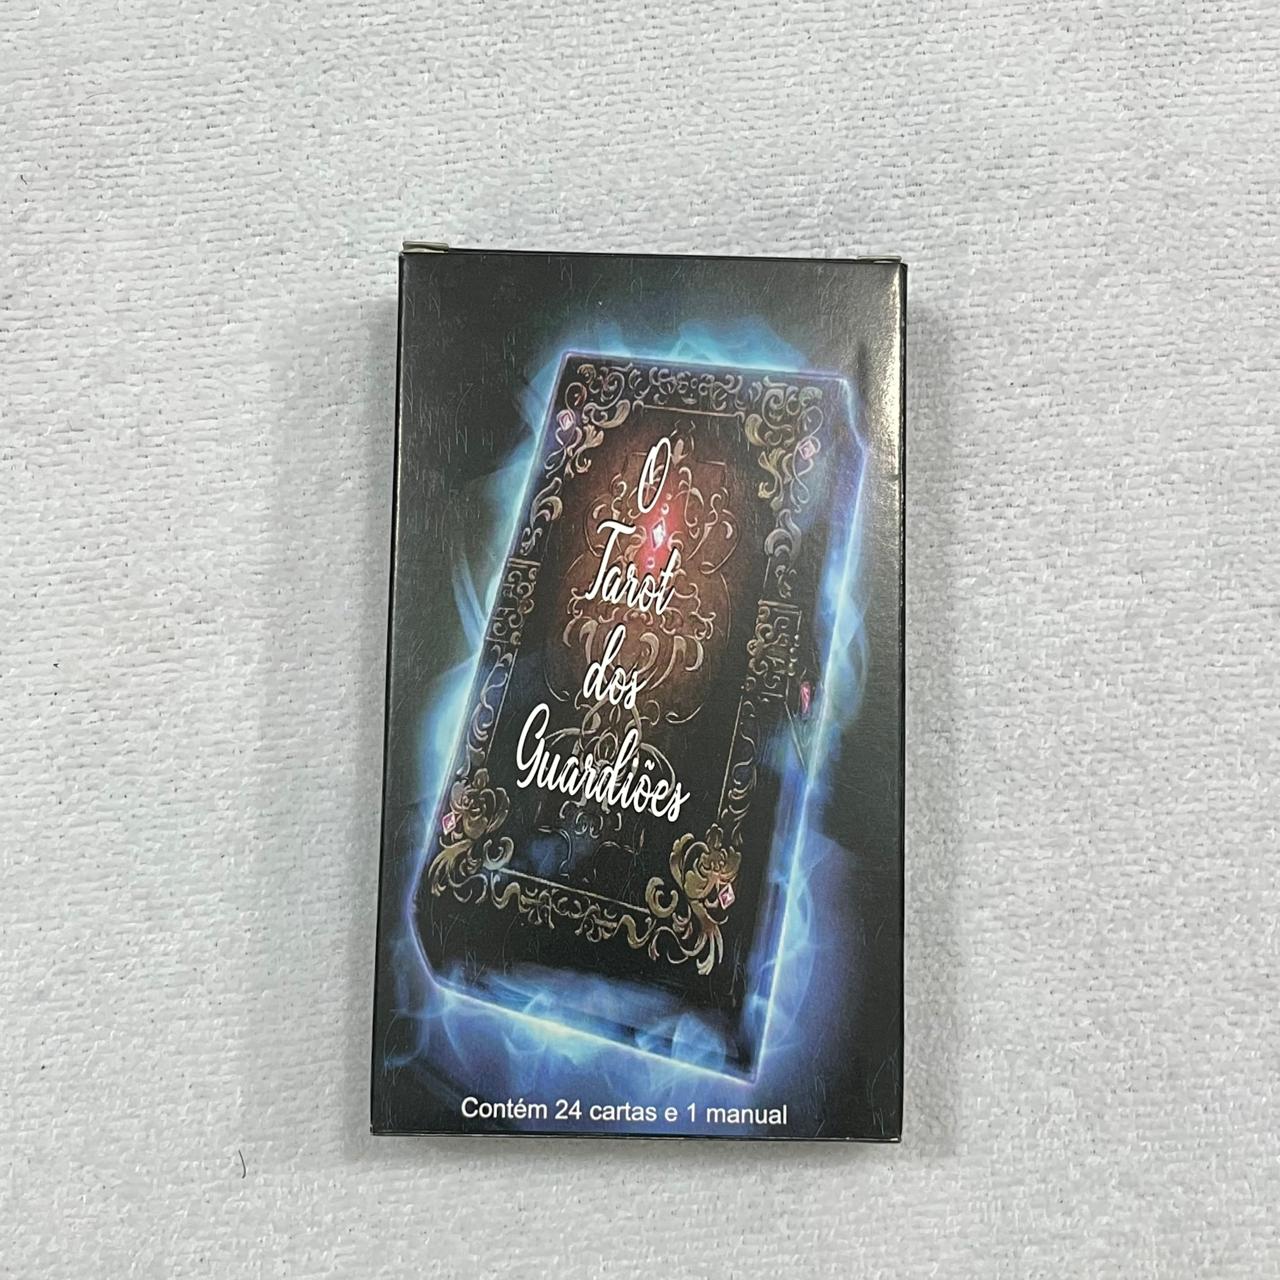 O
Tarot
dos
Guardiões
Contém 24 cartas e 1 manual